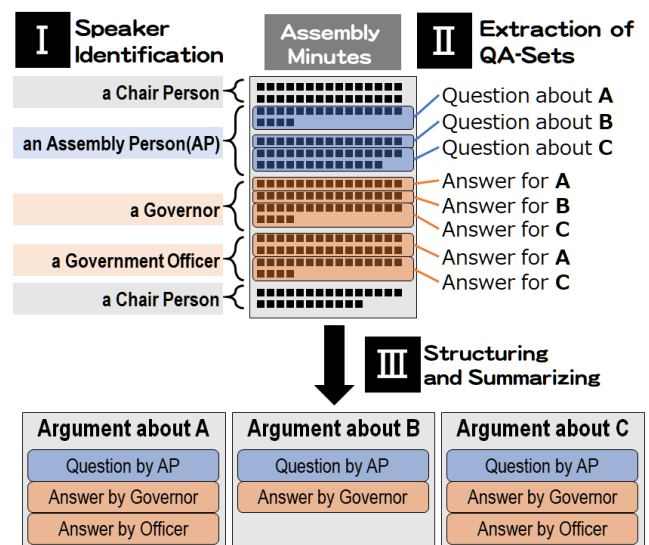 I
Speaker
Identification
Assembly
Minutes
II
Extraction of
QA-Sets
a Chair Person
an Assembly Person(AP)
a Governor
a Government Officer
a Chair Person
Question about A
Question about B
Question about C
Answer for A
Answer for B
Answer for C
Answer for A
Answer for C
III
Structuring
and Summarizing
Argument about A
Question by AP
Answer by Governor
Answer by Officer
Argument about B
Question by AP
Answer by Governor
Argument about C
Question by AP
Answer by Governor
Answer by Officer